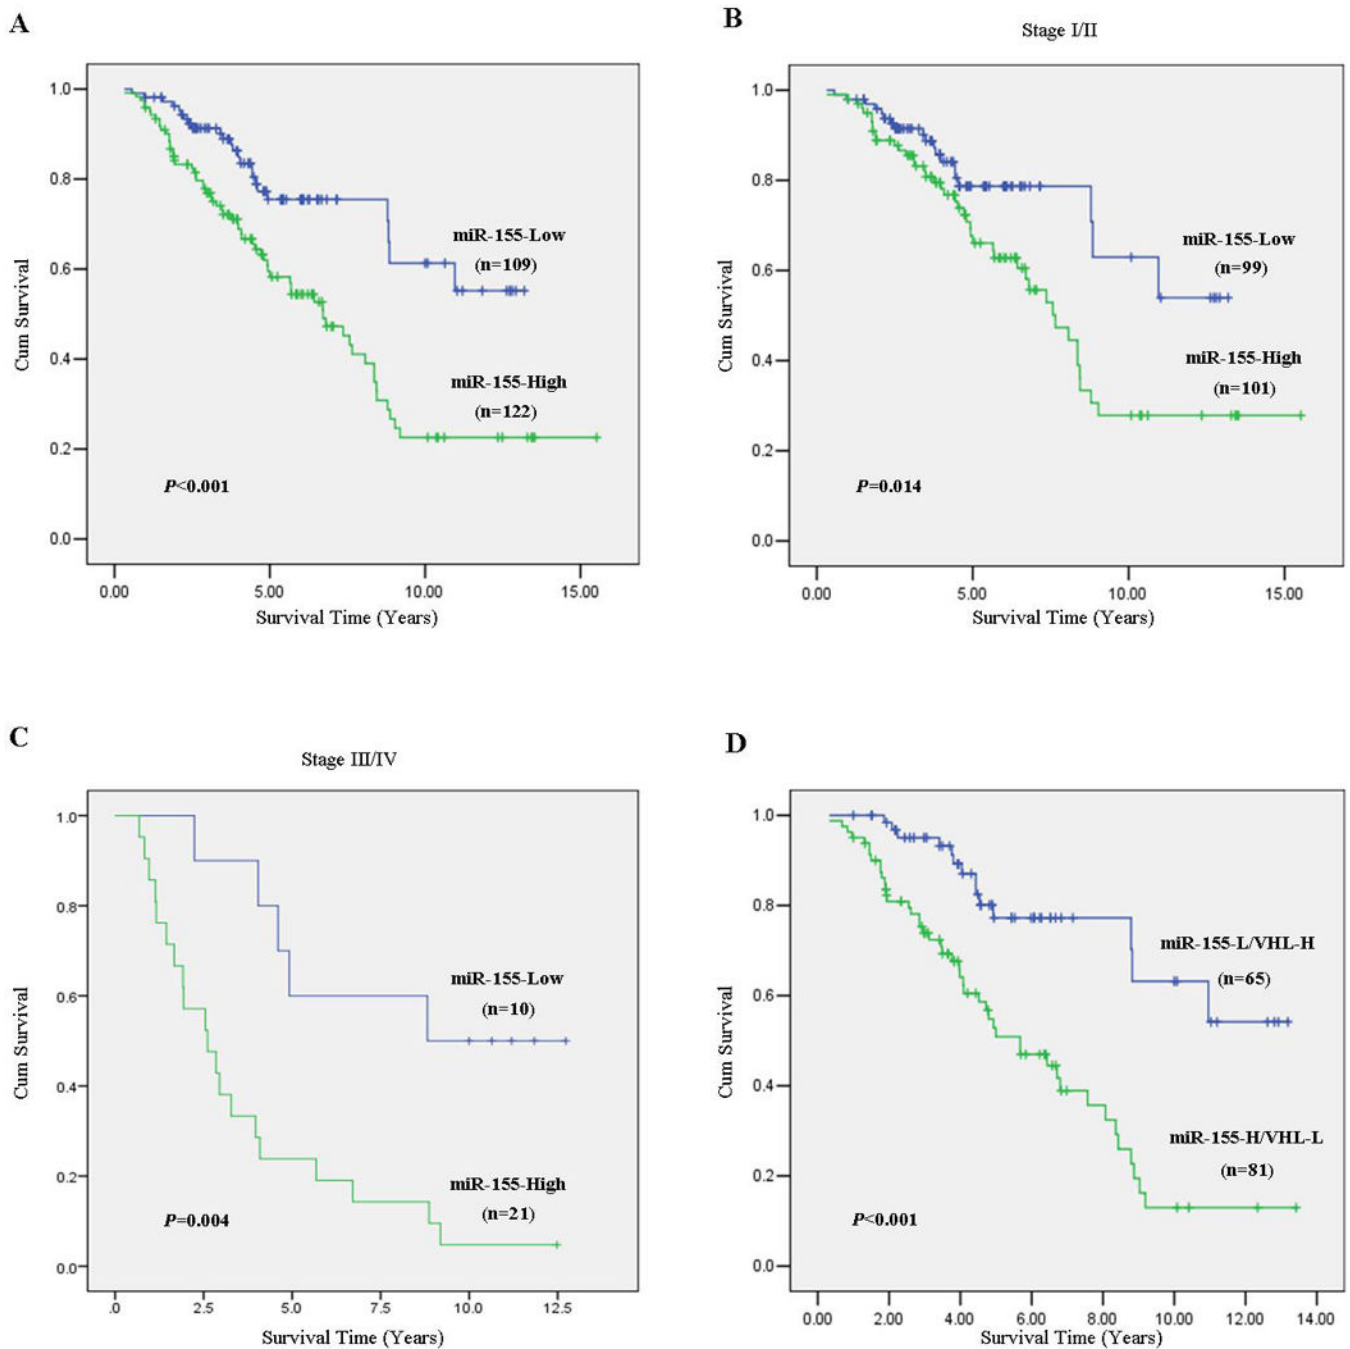 A
1.0
0.8
0.6
0.4
0.2
0.0
Cum Survival
miR-155-Low
(n=109)
miR-155-High
(n=122)
P<0.001
0.00 5.00 10.00 15.00
Survival Time (Years)
B
Stage I/II
1.0
0.8
0.6
0.4
0.2
0.0
Cum Survival
miR-155-Low
(n=99)
miR-155-High
(n=101)
P=0.014
0.00 5.00 10.00 15.00
Survival Time (Years)
C
Stage III/IV
1.0
0.8
0.6
0.4
0.2
0.0
Cum Survival
miR-155-Low
(n=10)
miR-155-High
(n=21)
P=0.004
.0 2.5 5.0 7.5 10.0 12.5
Survival Time (Years)
D
1.0
0.8
0.6
0.4
0.2
0.0
Cum Survival
miR-155-L/VHL-H
(n=65)
miR-155-H/VHL-L
(n=81)
P<0.001
0.00 2.00 4.00 6.00 8.00 10.00 12.00 14.00
Survival Time (Years)